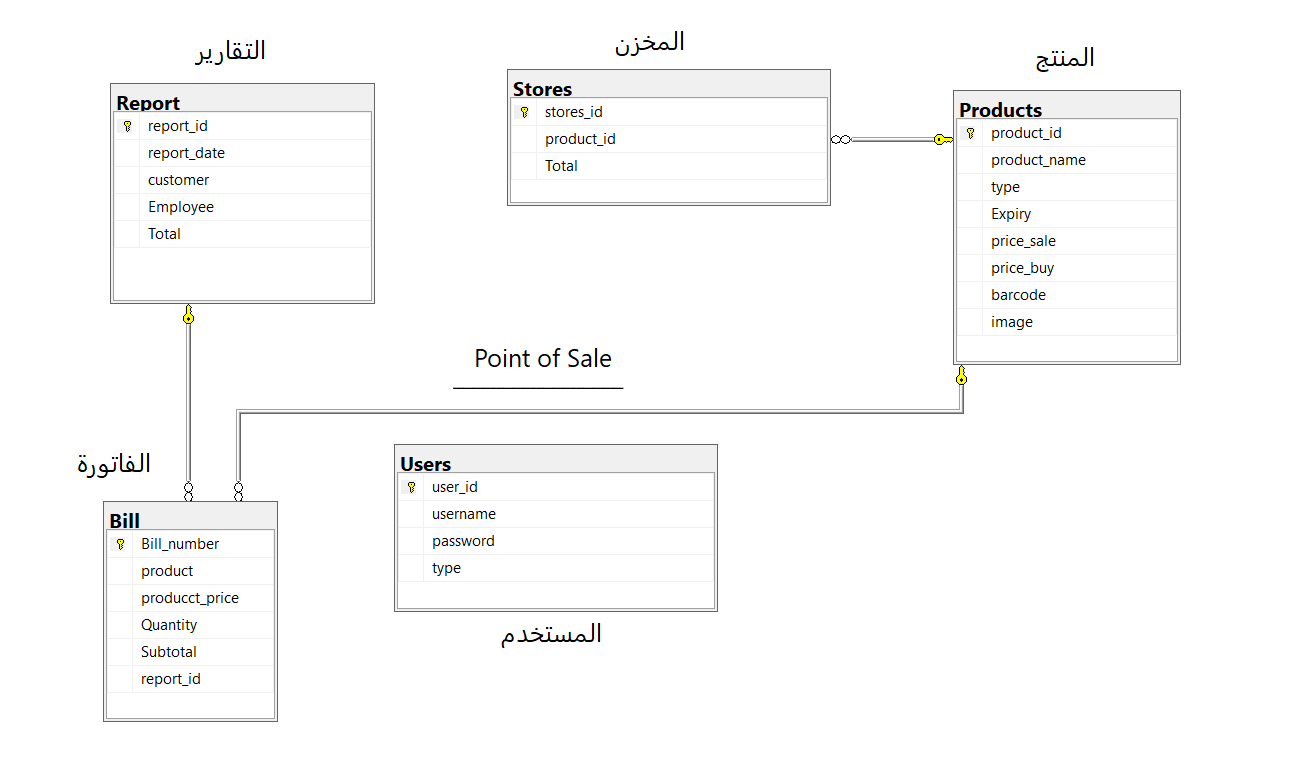 التقارير
Report
report_id
report_date
customer
Employee
Total
المخزن
Stores
stores_id
product_id
Total
المنتج
Products
product_id
product_name
type
Expiry
price_sale
price_buy
barcode
image
Point of Sale
الفاتورة
Bill
Bill_number
product
producct_price
Quantity
Subtotal
report_id
Users
user_id
username
password
type
المستخدم